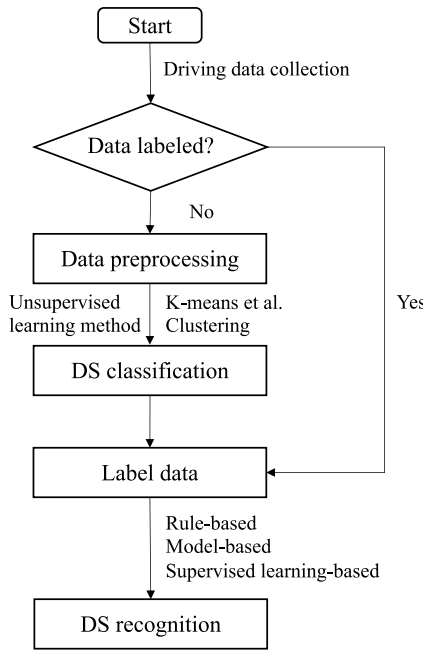 Start
Driving data collection
Data labeled?
No
Data preprocessing
Unsupervised
learning method
K-means et al.
Clustering
Yes
DS classification
Label data
Rule-based
Model-based
Supervised learning-based
DS recognition